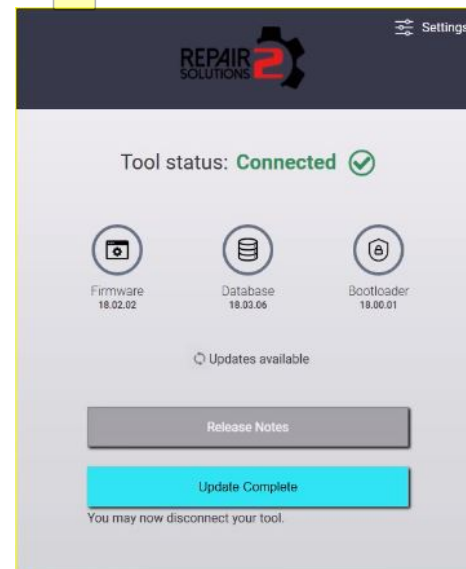 Settings
REPAIR 2
SOLUTIONS
Tool status: Connected
Firmware
18.02.02
Database
18.03.06
Bootloader
18.00.01
Updates available
Release Notes
Update Complete
You may now disconnect your tool.